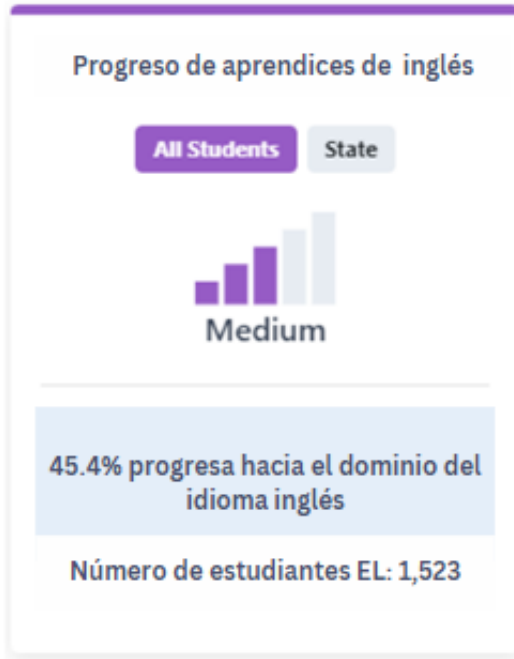 Progreso de aprendices de inglés
All Students State
Medium
45.4% progresa hacia el dominio del
idioma inglés
Número de estudiantes EL: 1,523